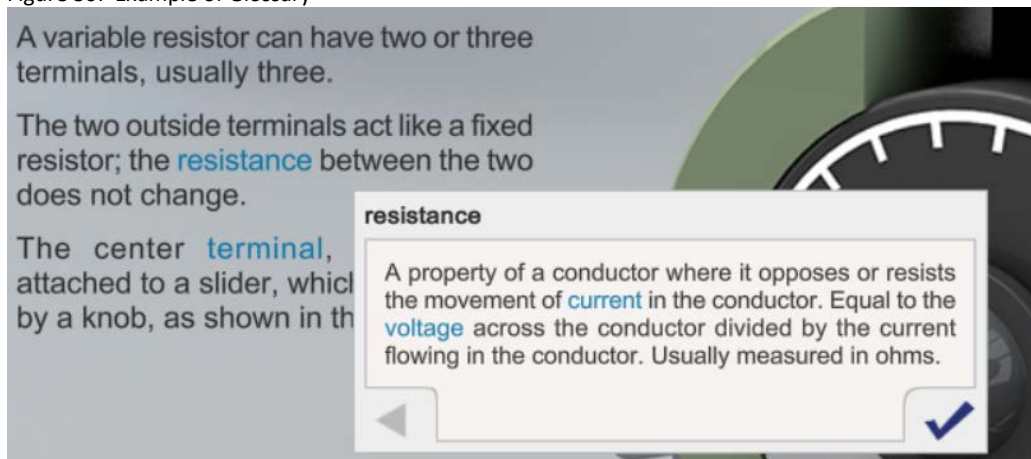 A variable resistor can have two or three
terminals, usually three.
The two outside terminals act like a fixed
resistor; the resistance between the two
does not change.
The center terminal,
attached to a slider, which
by a knob, as shown in th
resistance
A property of a conductor where it opposes or resists
the movement of current in the conductor. Equal to the
voltage across the conductor divided by the current
flowing in the conductor. Usually measured in ohms.